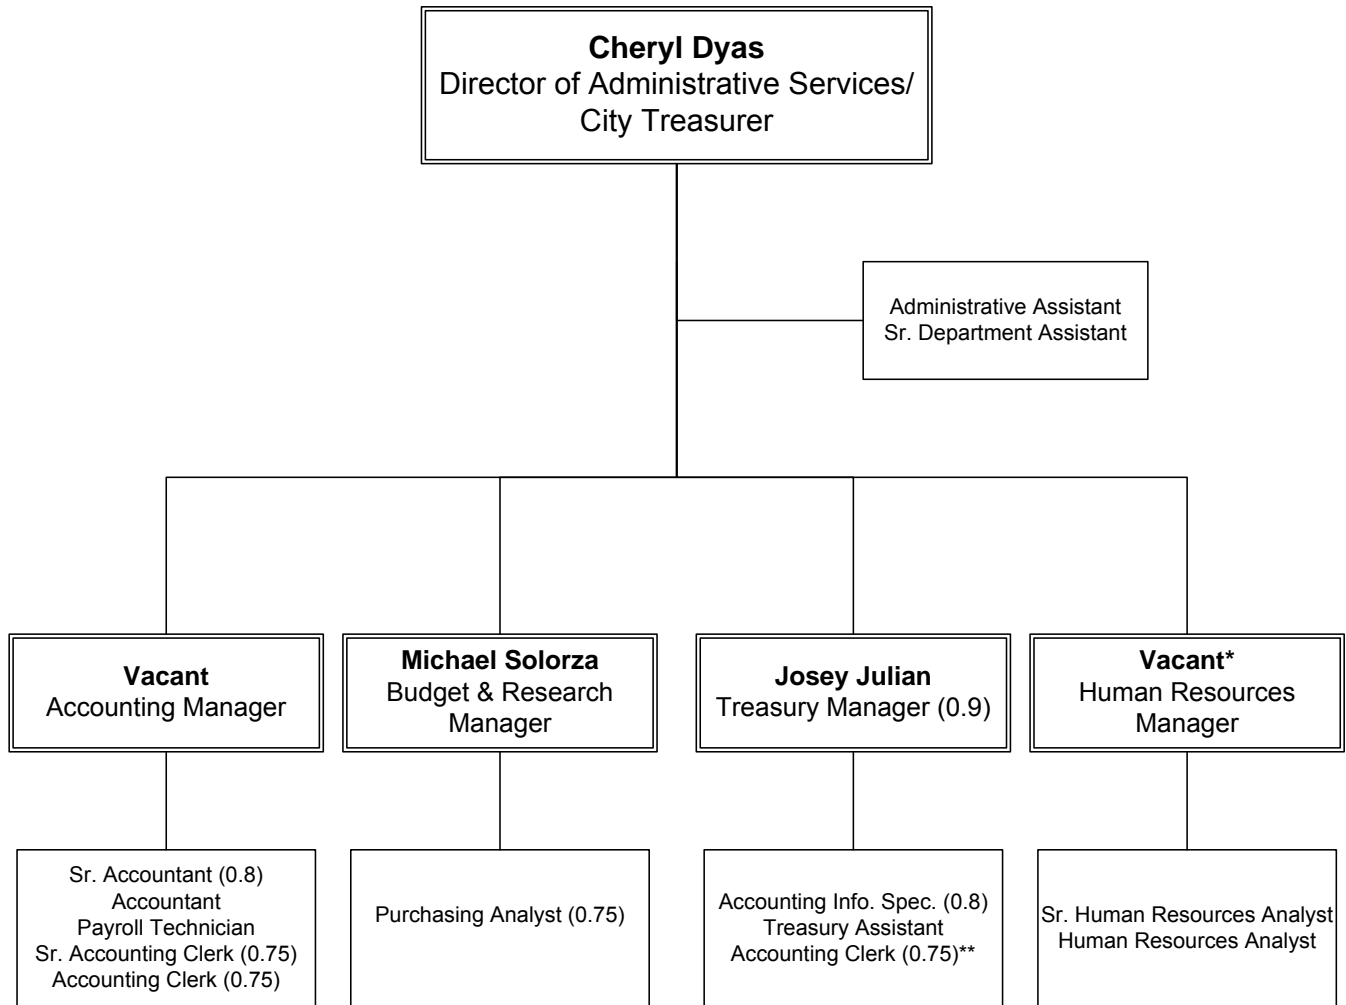 Cheryl Dyas
Director of Administrative Services/
City Treasurer
Administrative Assistant
Sr. Department Assistant
Vacant
Accounting Manager
Michael Solorza
Budget & Research
Manager
Josey Julian
Treasury Manager (0.9)
Vacant*
Human Resources
Manager
Sr. Accountant (0.8)
Accountant
Payroll Technician
Sr. Accounting Clerk (0.75)
Accounting Clerk (0.75)
Purchasing Analyst (0.75)
Accounting Info. Spec. (0.8)
Treasury Assistant
Accounting Clerk (0.75)**
Sr. Human Resources Analyst
Human Resources Analyst